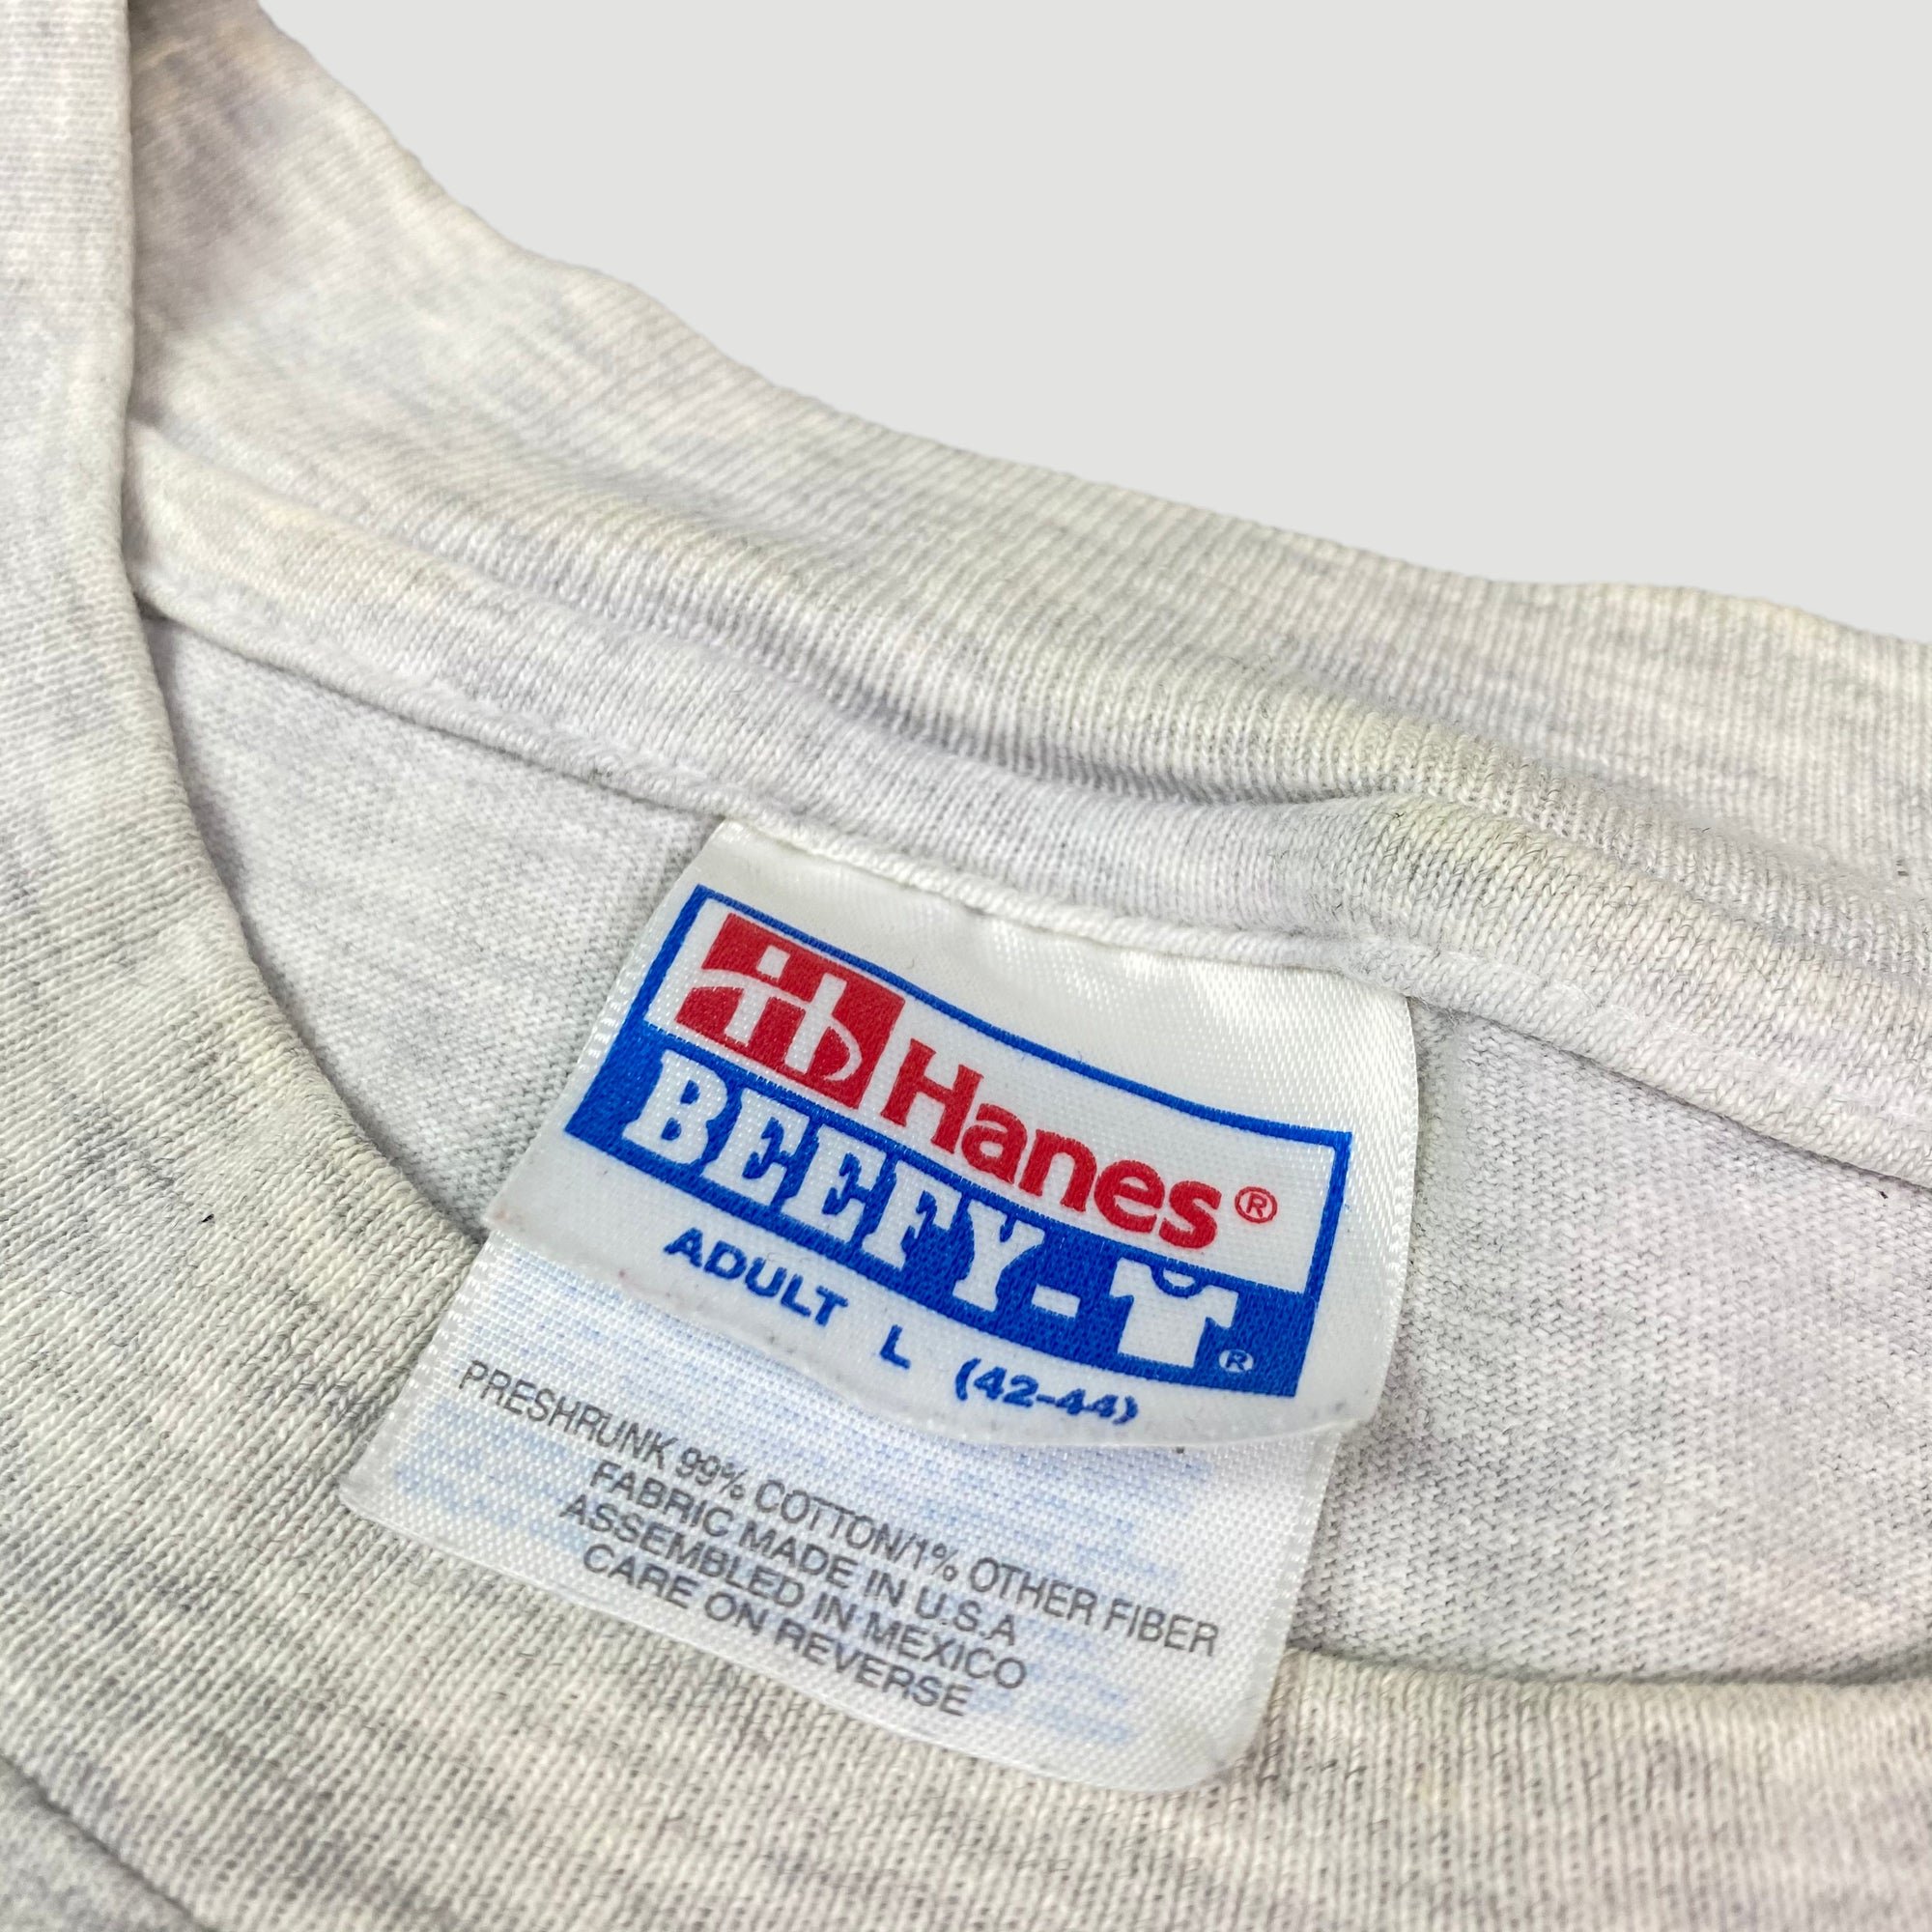 Hanes®
BEEFY-T®
ADULT L (42-44)
PRESHRUNK 99% COTTON/1% OTHER FIBER
FABRIC MADE IN U.S.A
ASSEMBLED IN MEXICO
CARE ON REVERSE